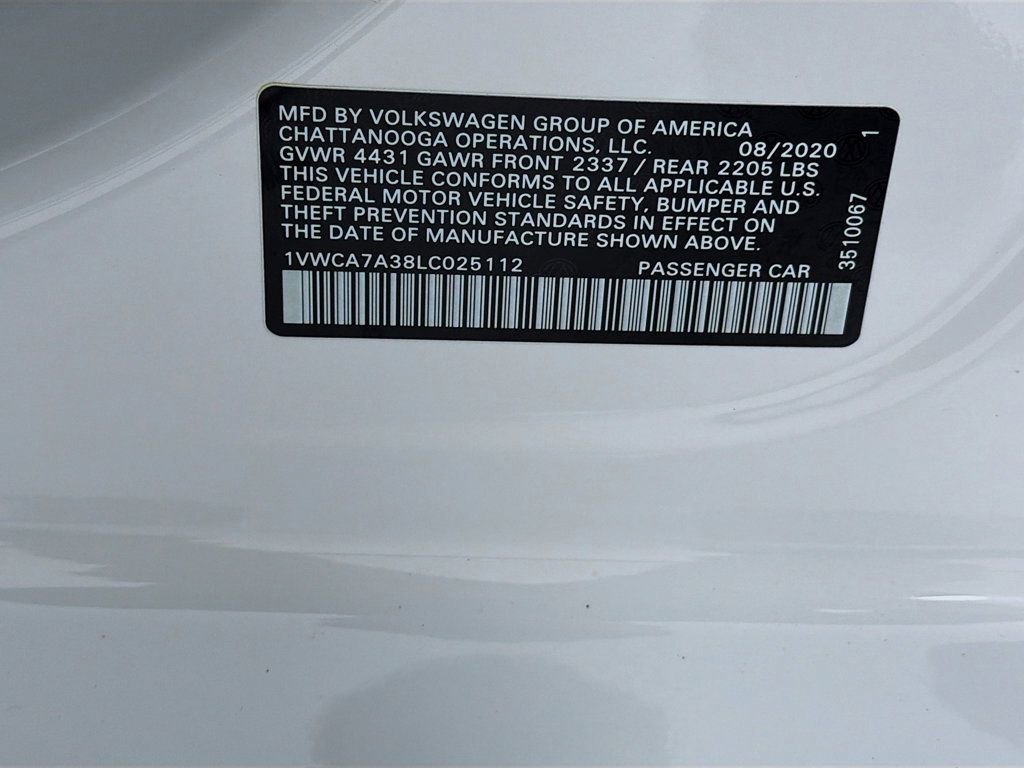 MFD BY VOLKSWAGEN GROUP OF AMERICA
CHATTANOOGA OPERATIONS, LLC. 08/2020
GVWR 4431 GAWR FRONT 2337 / REAR 2205 LBS
THIS VEHICLE CONFORMS TO ALL APPLICABLE U.S.
FEDERAL MOTOR VEHICLE SAFETY, BUMPER AND
THEFT PREVENTION STANDARDS IN EFFECT ON
THE DATE OF MANUFACTURE SHOWN ABOVE.
1VWCA7A38LC025112 PASSENGER CAR
3510067 1